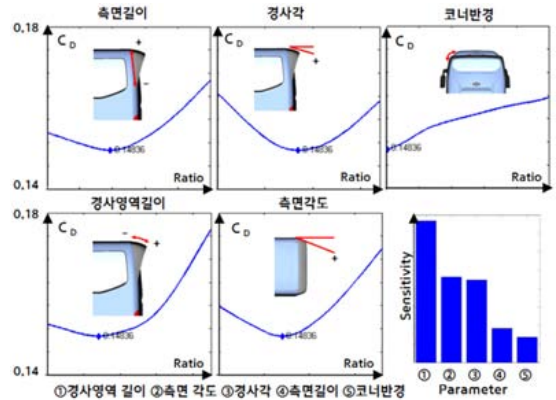 측면길이 경사각 코너반경
0.18
C D
+
-
0.14836
Ratio
C D
+
0.14836
Ratio
0.14836
Ratio
0.14
경사영역길이 측면각도
0.18
C D
- +
0.14836
Ratio
C D
+
0.14836
Ratio
Sensitivity
① ② ③ ④ ⑤
Parameter
0.14
①경사영역 길이 ②측면 각도 ③경사각 ④측면길이 ⑤코너반경